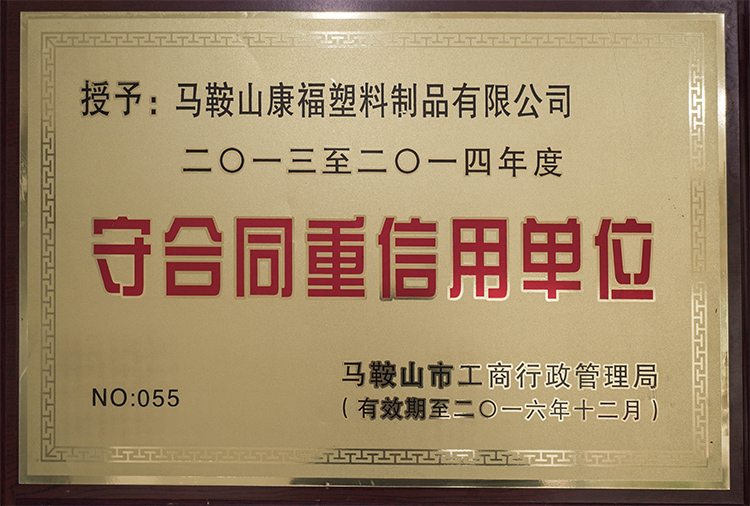 授予：马鞍山康福塑料制品有限公司
二〇一三至二〇一四年度
守合同重信用单位
马鞍山市工商行政管理局
NO:055
（有效期至二〇一六年十二月）